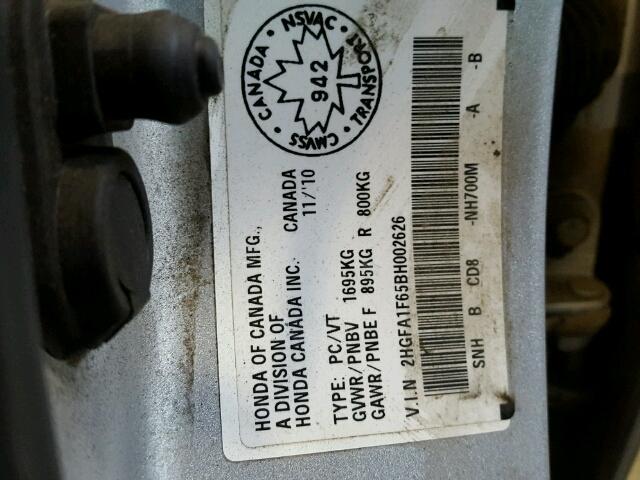 HONDA OF CANADA MFG.,
A DIVISION OF
HONDA CANADA INC. CANADA
11/'10
TYPE: PC/VT
GVWR/PNBV 1695KG
GAWR/PNBE F 895KG R 800KG
V.I.N 2HGFA1F65BH002626
SNH B CD8 -NH700M -A -B
CANADA NSVAC TRANSPORT CMVSS
942